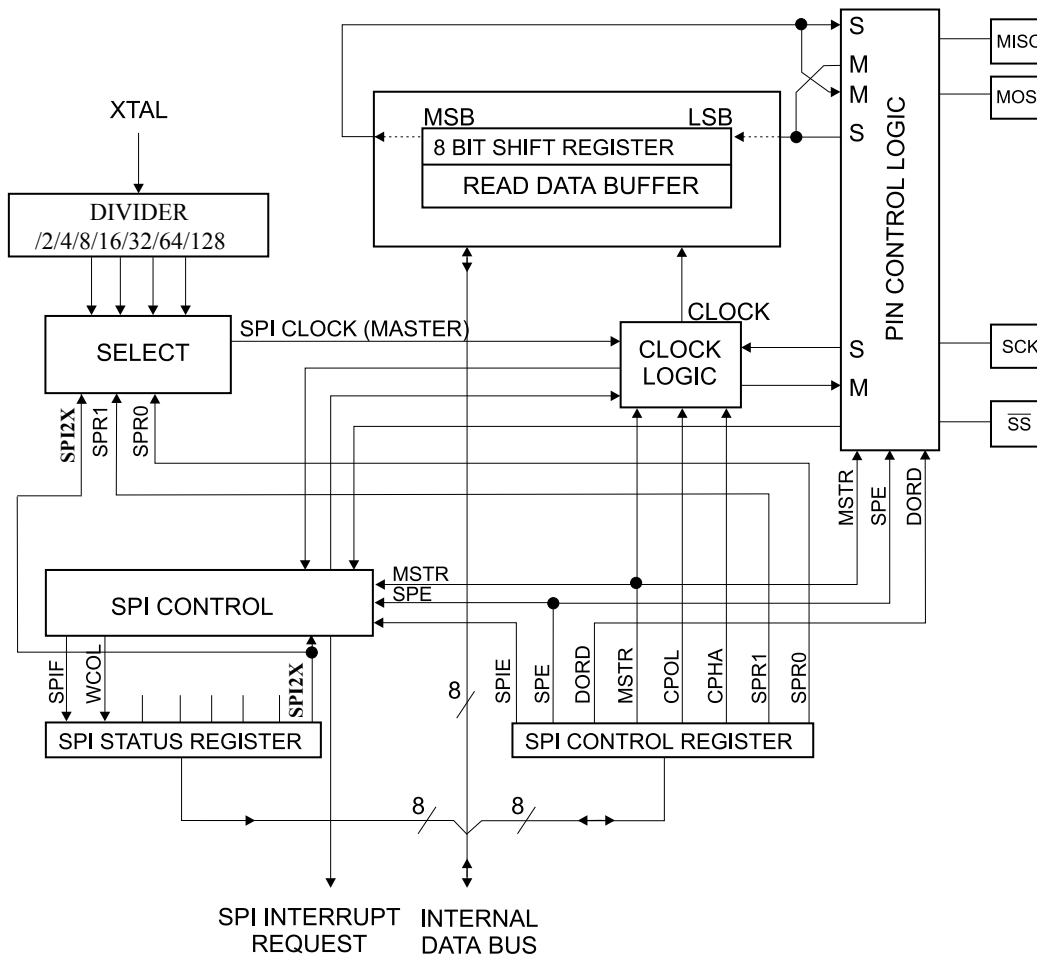 S
MISO
M
M
MOSI
XTAL
MSB
LSB
S
8 BIT SHIFT REGISTER
READ DATA BUFFER
PIN CONTROL LOGIC
DIVIDER
/2/4/8/16/32/64/128
SPI CLOCK (MASTER)
CLOCK
SELECT
CLOCK
LOGIC
S
M
SCK
SS
SPI2X
SPR1
SPR0
MSTR
SPE
DORD
SPI CONTROL
MSTR
SPE
SPIF
WCOL
SPI2X
8
SPIE
SPE
DORD
MSTR
CPOL
CPHA
SPR1
SPR0
SPI STATUS REGISTER
SPI CONTROL REGISTER
8
8
SPI INTERRUPT
REQUEST
INTERNAL
DATA BUS